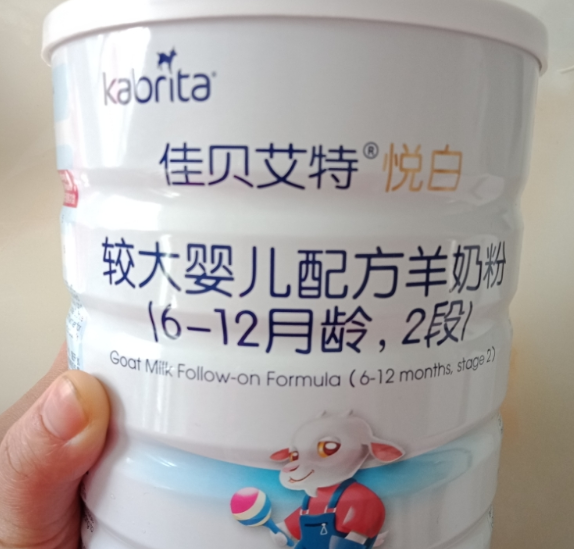 kabrita
佳贝艾特® 悦白
较大婴儿配方羊奶粉
(6-12月龄, 2段)
Goat Milk Follow-on Formula (6-12 months, stage 2)